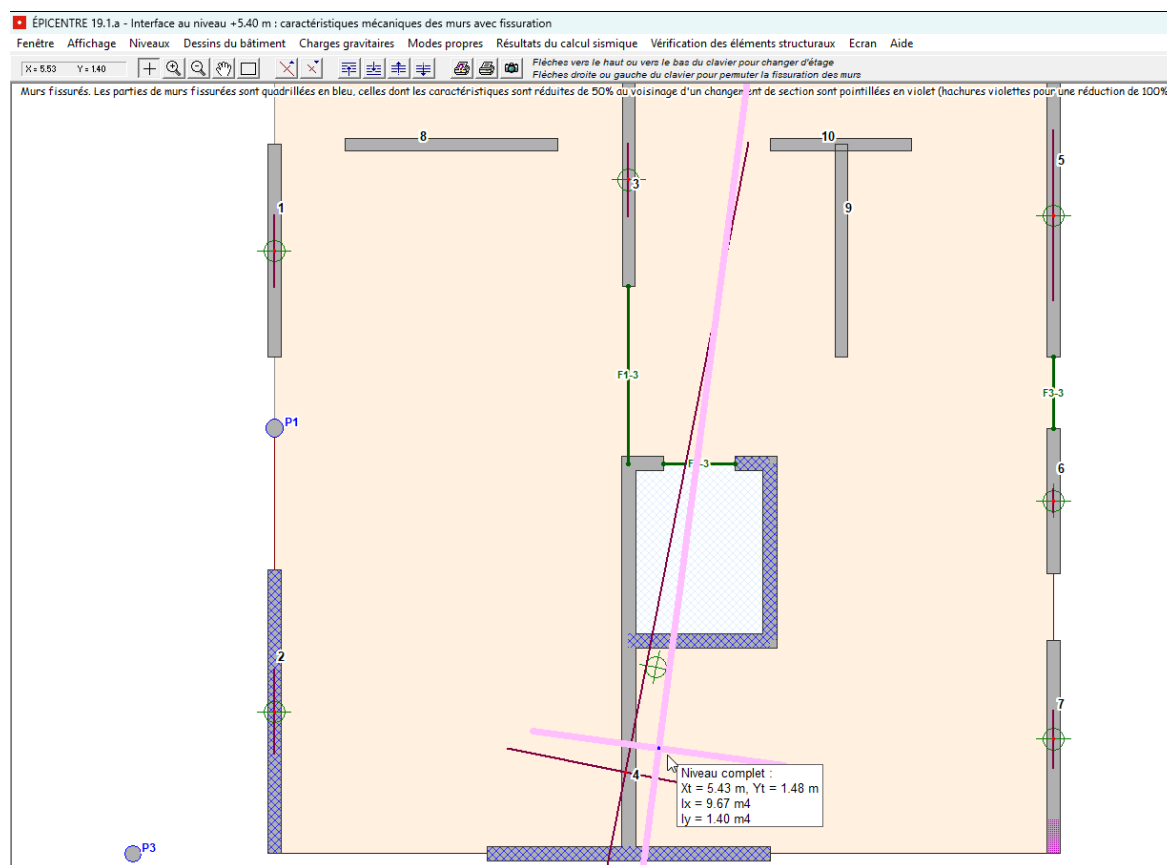 ÉPICENTRE 19.1.a - Interface au niveau +5.40 m : caractéristiques mécaniques des murs avec fissuration
Fenêtre Affichage Niveaux Dessins du bâtiment Charges gravitaires Modes propres Résultats du calcul sismique Vérification des éléments structuraux Ecran Aide
X = 5.53 Y = 1.40
Flèches vers le haut ou vers le bas du clavier pour changer d'étage
Flèches droite ou gauche du clavier pour permuter la fissuration des murs
Murs fissurés. Les parties de murs fissurées sont quadrillées en bleu, celles dont les caractéristiques sont réduites de 50% au voisinage d'un changement de section sont pointillées en violet (hachures violettes pour une réduction de 100%
8
10
5
3
1
9
F1-3
F3-3
P1
6
2
7
4
Niveau complet :
Xt = 5.43 m, Yt = 1.48 m
Ix = 9.67 m4
Iy = 1.40 m4
P3